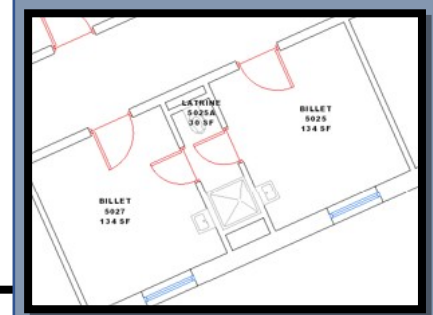 LATRINE
5025A
30 SF
BILLET
5025
134 SF
BILLET
5027
134 SF